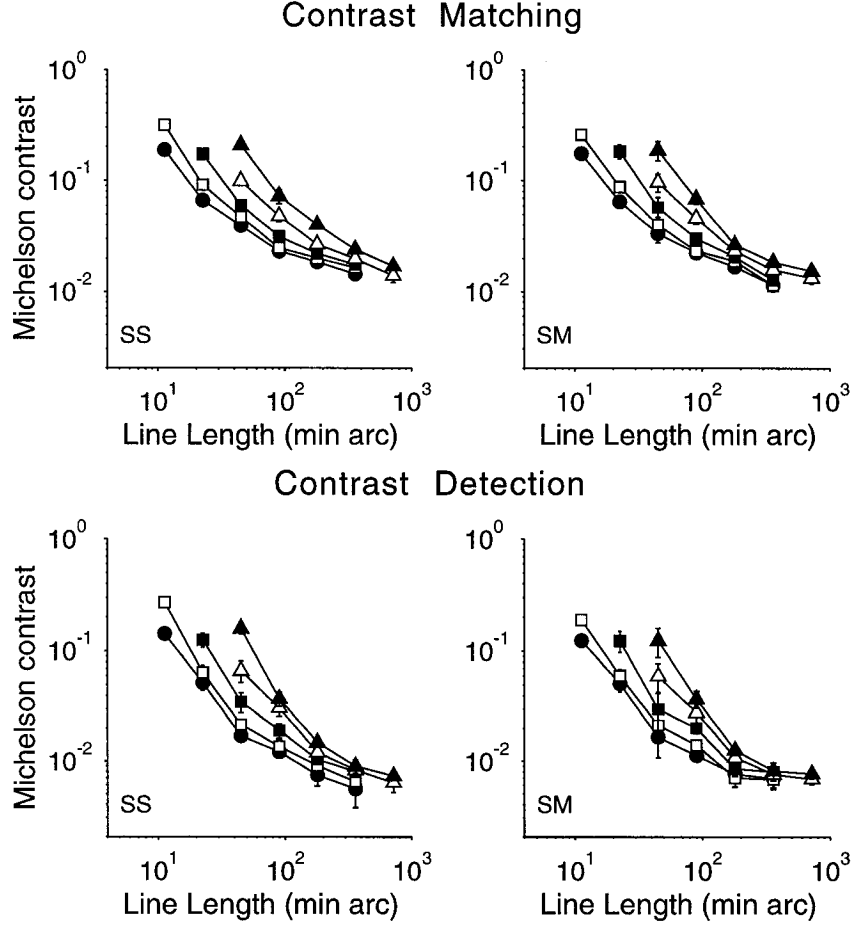 Contrast Matching
Michelson contrast
10^0
10^-1
10^-2
SS
10^1 10^2 10^3
Line Length (min arc)
10^0
10^-1
10^-2
SM
10^1 10^2 10^3
Line Length (min arc)
Contrast Detection
Michelson contrast
10^0
10^-1
10^-2
SS
10^1 10^2 10^3
Line Length (min arc)
10^0
10^-1
10^-2
SM
10^1 10^2 10^3
Line Length (min arc)